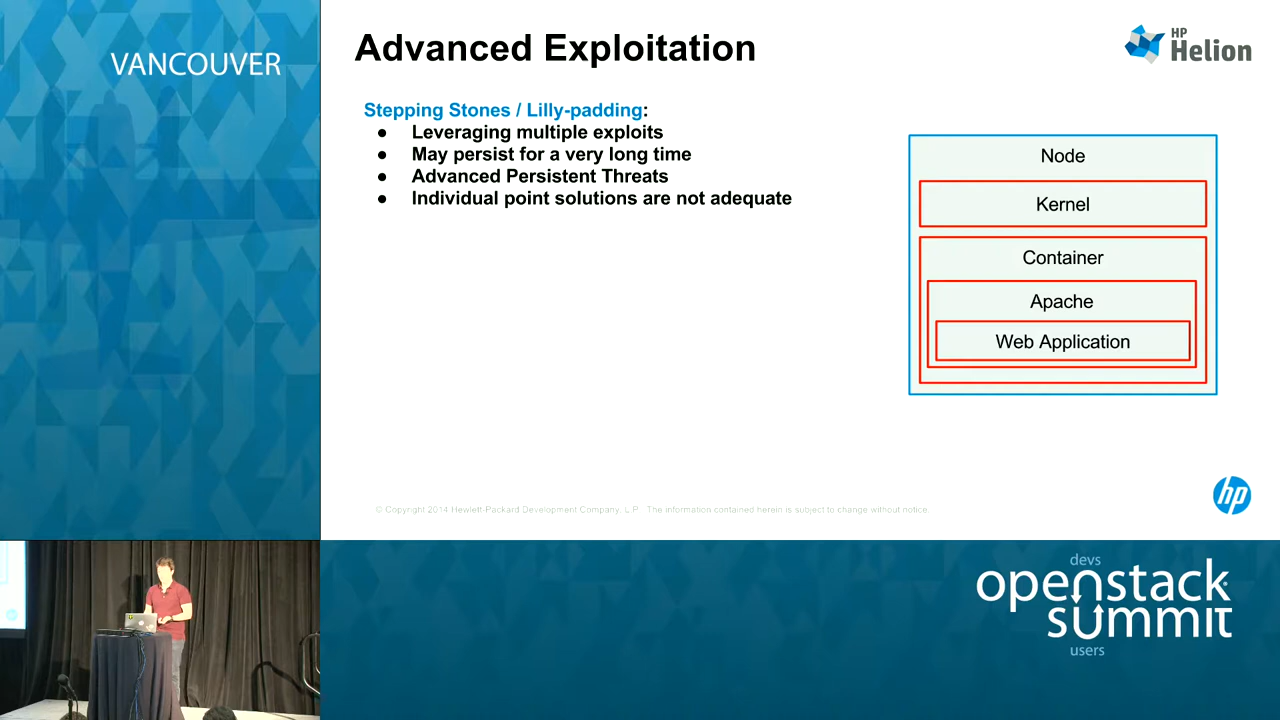 VANCOUVER
Advanced Exploitation
HP
Helion
Stepping Stones / Lilly-padding:
● Leveraging multiple exploits
● May persist for a very long time
● Advanced Persistent Threats
● Individual point solutions are not adequate
Node
Kernel
Container
Apache
Web Application
© Copyright 2014 Hewlett-Packard Development Company, L.P. The information contained herein is subject to change without notice.
hp
devs
openstack
summit
users